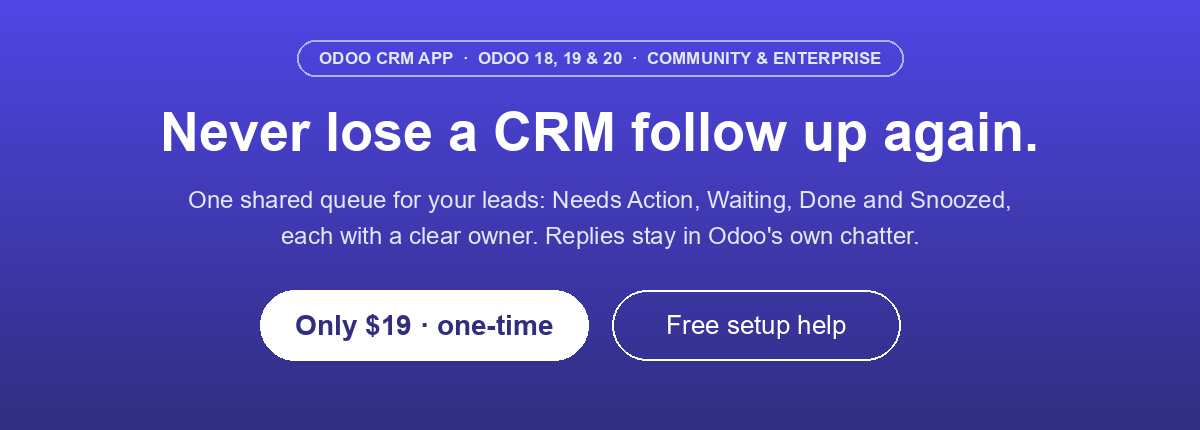 ODOO CRM APP · ODOO 18, 19 & 20 · COMMUNITY & ENTERPRISE
Never lose a CRM follow up again.
One shared queue for your leads: Needs Action, Waiting, Done and Snoozed,
each with a clear owner. Replies stay in Odoo's own chatter.
Only $19 · one-time
Free setup help